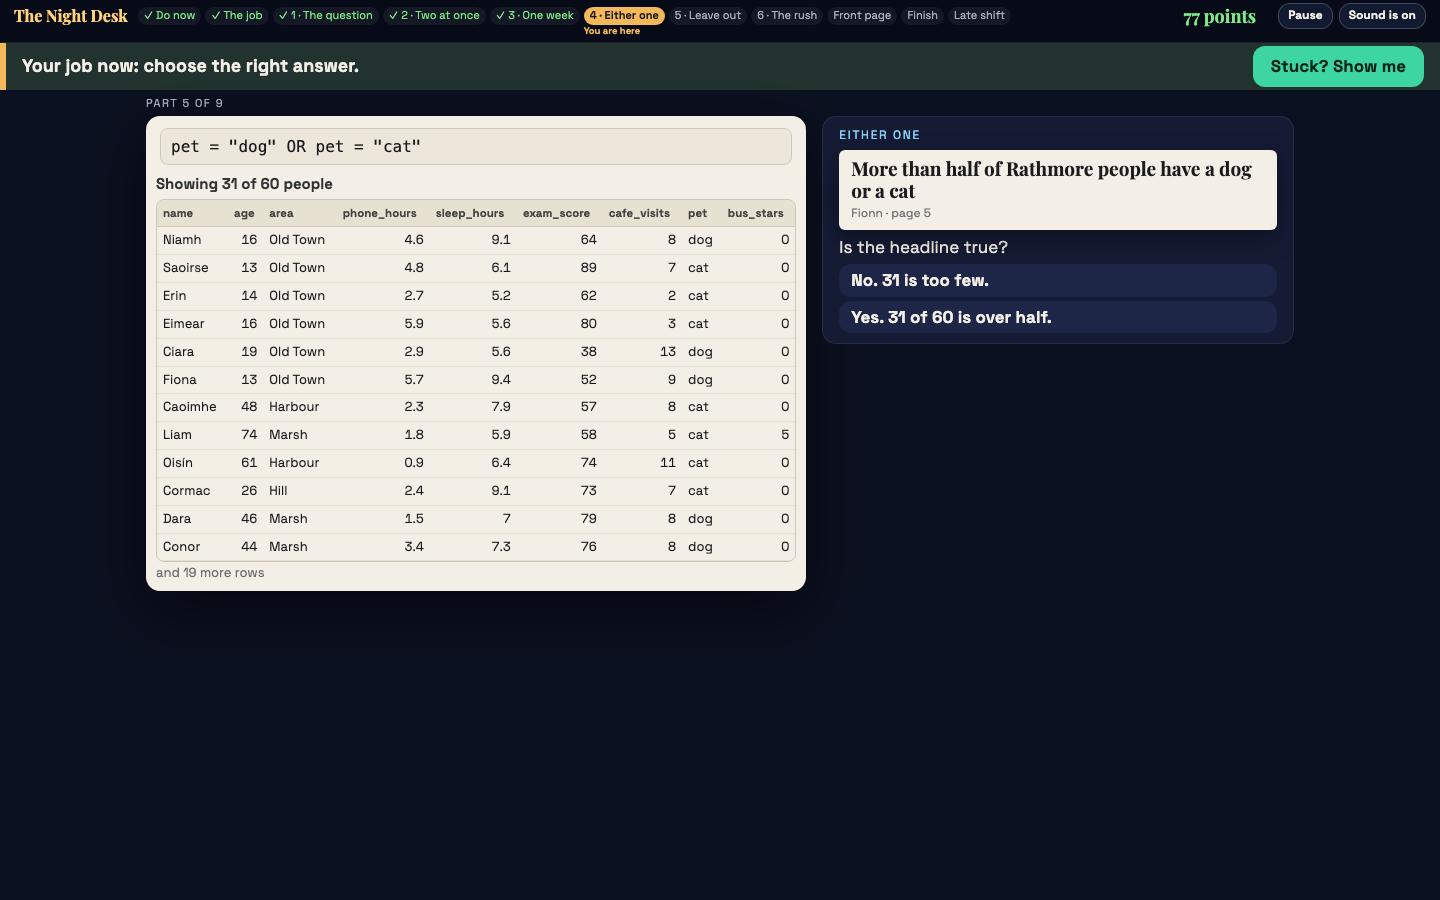 The Night Desk
✓ Do now
✓ The job
✓ 1 · The question
✓ 2 · Two at once
✓ 3 · One week
4 · Either one
5 · Leave out
6 · The rush
Front page
Finish
Late shift
You are here
77 points
Pause
Sound is on
Your job now: choose the right answer.
Stuck? Show me
PART 5 OF 9
pet = "dog" OR pet = "cat"
Showing 31 of 60 people
name age area phone_hours sleep_hours exam_score cafe_visits pet bus_stars
Niamh 16 Old Town 4.6 9.1 64 8 dog 0
Saoirse 13 Old Town 4.8 6.1 89 7 cat 0
Erin 14 Old Town 2.7 5.2 62 2 cat 0
Eimear 16 Old Town 5.9 5.6 80 3 cat 0
Ciara 19 Old Town 2.9 5.6 38 13 dog 0
Fiona 13 Old Town 5.7 9.4 52 9 dog 0
Caoimhe 48 Harbour 2.3 7.9 57 8 cat 0
Liam 74 Marsh 1.8 5.9 58 5 cat 5
Oisín 61 Harbour 0.9 6.4 74 11 cat 0
Cormac 26 Hill 2.4 9.1 73 7 cat 0
Dara 46 Marsh 1.5 7 79 8 dog 0
Conor 44 Marsh 3.4 7.3 76 8 dog 0
and 19 more rows
EITHER ONE
More than half of Rathmore people have a dog
or a cat
Fionn · page 5
Is the headline true?
No. 31 is too few.
Yes. 31 of 60 is over half.